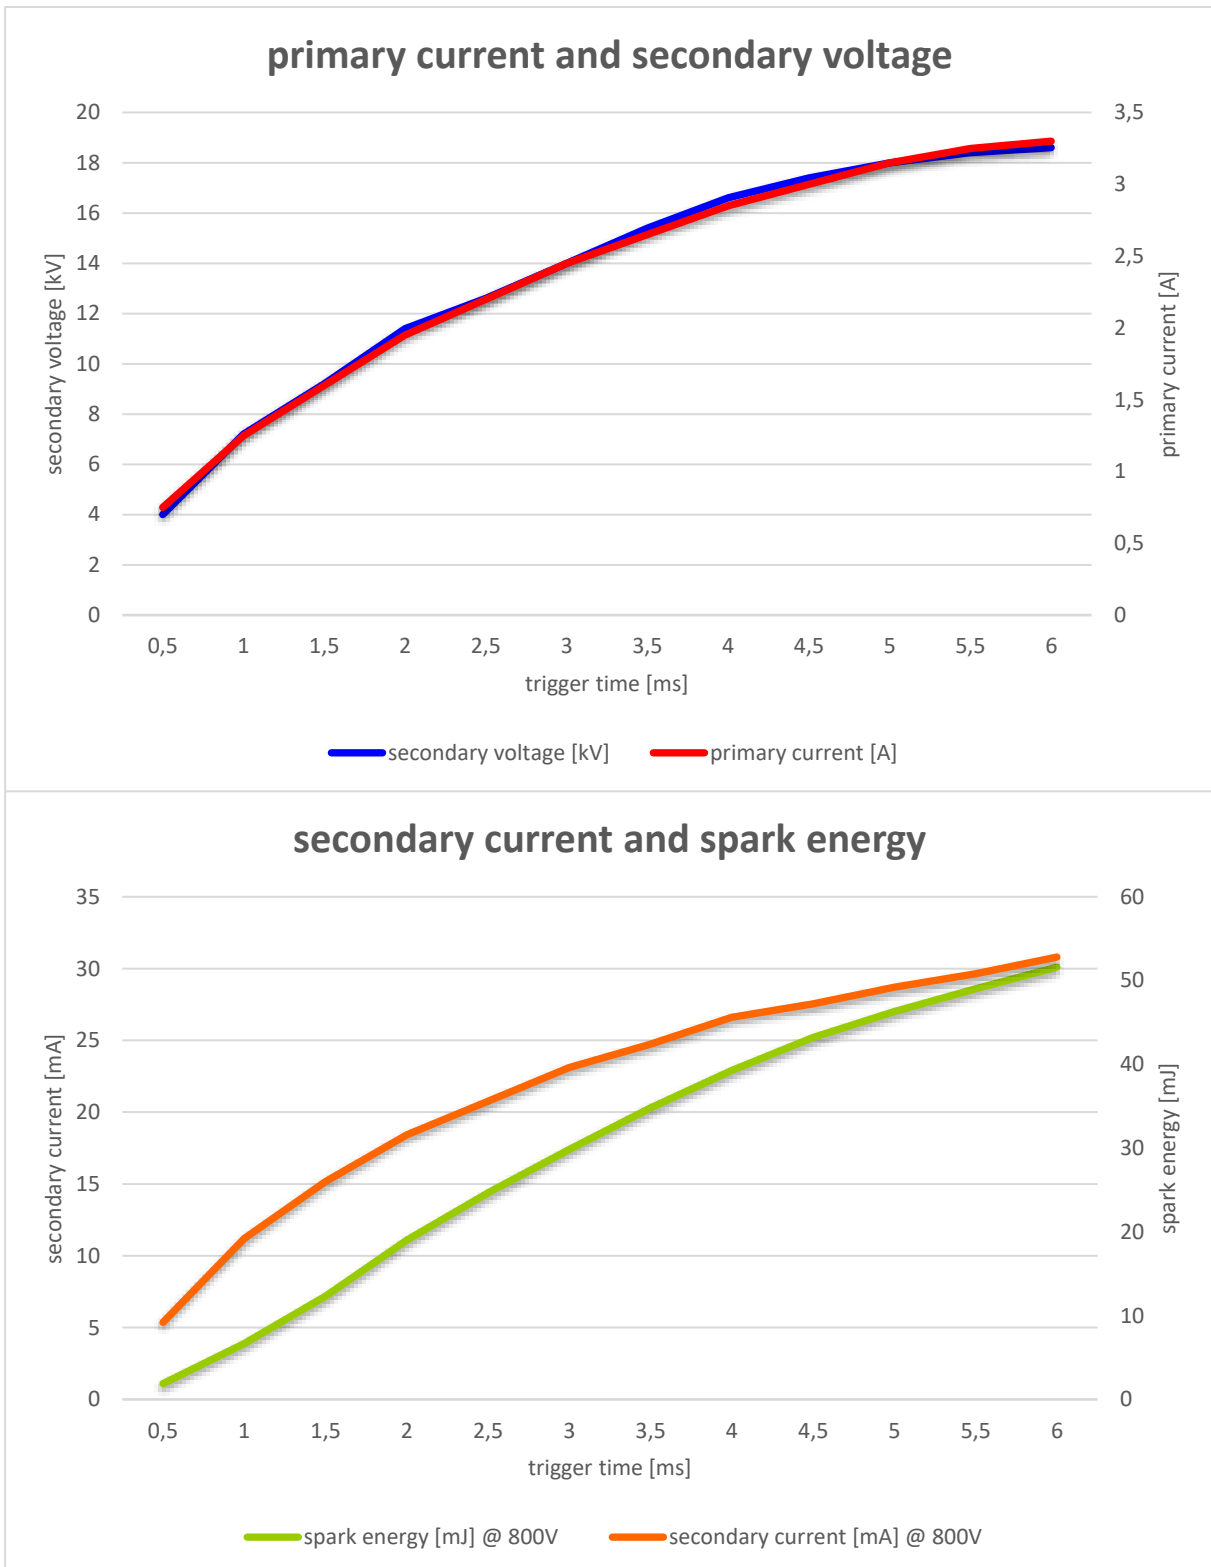 primary current and secondary voltage
20
18
16
14
12
10
8
6
4
2
0
secondary voltage [kV]
3,5
3
2,5
2
1,5
1
0,5
0
primary current [A]
0,5 1 1,5 2 2,5 3 3,5 4 4,5 5 5,5 6
trigger time [ms]
secondary voltage [kV] primary current [A]
secondary current and spark energy
35
30
25
20
15
10
5
0
secondary current [mA]
60
50
40
30
20
10
0
spark energy [mJ]
0,5 1 1,5 2 2,5 3 3,5 4 4,5 5 5,5 6
trigger time [ms]
spark energy [mJ] @ 800V secondary current [mA] @ 800V